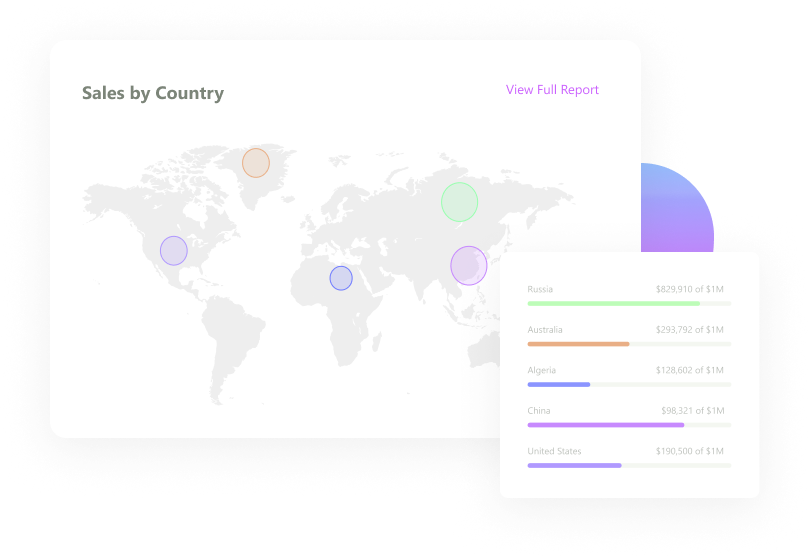 Sales by Country
View Full Report
Russia $829,910 of $1M
Australia $293,792 of $1M
Algeria $128,602 of $1M
China $98,321 of $1M
United States $190,500 of $1M